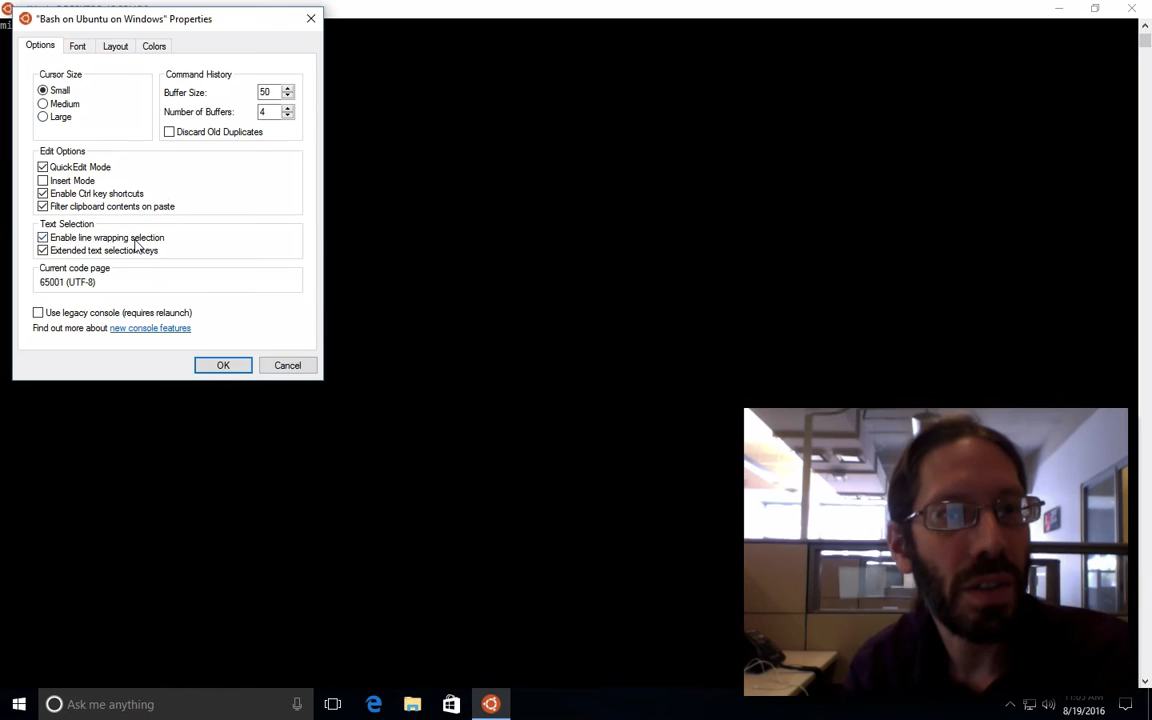 "Bash on Ubuntu on Windows" Properties
mi
Options Font Layout Colors
Cursor Size
Small
Medium
Large
Command History
Buffer Size: 50
Number of Buffers: 4
Discard Old Duplicates
Edit Options
QuickEdit Mode
Insert Mode
Enable Ctrl key shortcuts
Filter clipboard contents on paste
Text Selection
Enable line wrapping selection
Extended text selection keys
Current code page
65001 (UTF-8)
Use legacy console (requires relaunch)
Find out more about new console features
OK Cancel
Ask me anything
8/19/2016